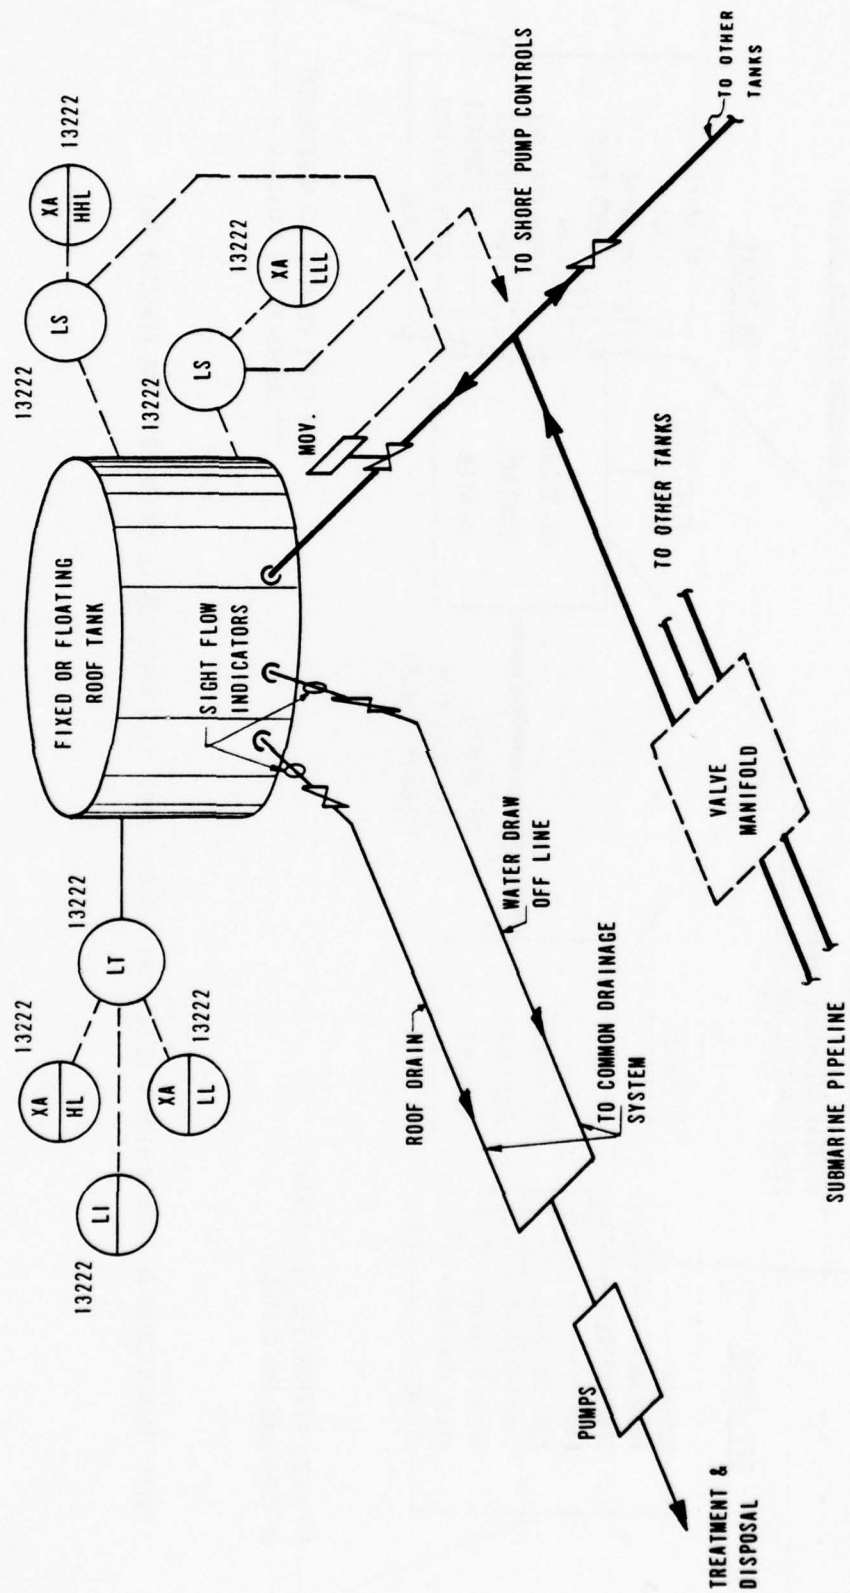 FIXED OR FLOATING
ROOF TANK
SIGHT FLOW
INDICATORS
13222
LT
13222
XA
HL
13222
XA
LL
13222
LI
13222
LS
13222
XA
HHL
13222
LS
13222
XA
LLL
MOV.
TO SHORE PUMP CONTROLS
TO OTHER
TANKS
ROOF DRAIN
WATER DRAW
OFF LINE
TO COMMON DRAINAGE
SYSTEM
PUMPS
TREATMENT &
DISPOSAL
TO OTHER TANKS
VALVE
MANIFOLD
SUBMARINE PIPELINE